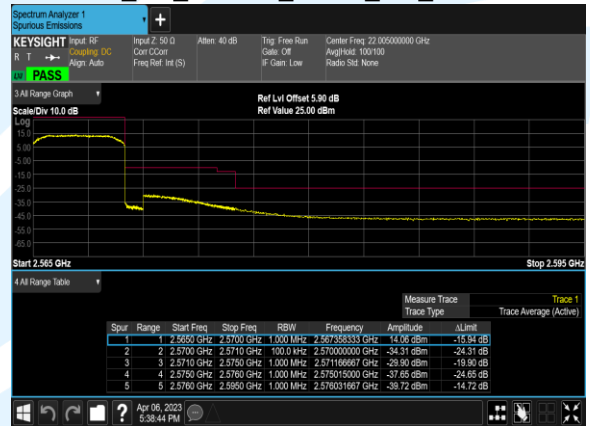 Spectrum Analyzer 1
Spurious Emissions
KEYSIGHT Input: RF Input Z: 50 Ω Atten: 40 dB Trig: Free Run Center Freq: 22.005000000 GHz
R T Coupling: DC Corr CCorr Gate: Off Avg|Hold: 100/100
Align: Auto Freq Ref: Int (S) IF Gain: Low Radio Std: None
LM PASS
3 All Range Graph
Ref Lvl Offset 5.90 dB
Scale/Div 10.0 dB Ref Value 25.00 dBm
Log
15.0
5.00
-5.00
-15.0
-25.0
-35.0
-45.0
-55.0
-65.0
Start 2.565 GHz Stop 2.595 GHz
4 All Range Table
Measure Trace Trace 1
Trace Type Trace Average (Active)
Spur Range Start Freq Stop Freq RBW Frequency Amplitude ΔLimit
1 1 2.5650 GHz 2.5700 GHz 1.000 MHz 2.567358333 GHz 14.06 dBm -15.94 dB
2 2 2.5700 GHz 2.5710 GHz 100.0 kHz 2.570000000 GHz -34.31 dBm -24.31 dB
3 3 2.5710 GHz 2.5750 GHz 1.000 MHz 2.571166667 GHz -29.90 dBm -19.90 dB
4 4 2.5750 GHz 2.5760 GHz 1.000 MHz 2.575015000 GHz -37.65 dBm -24.65 dB
5 5 2.5760 GHz 2.5950 GHz 1.000 MHz 2.576031667 GHz -39.72 dBm -14.72 dB
? Apr 06, 2023
5:38:44 PM